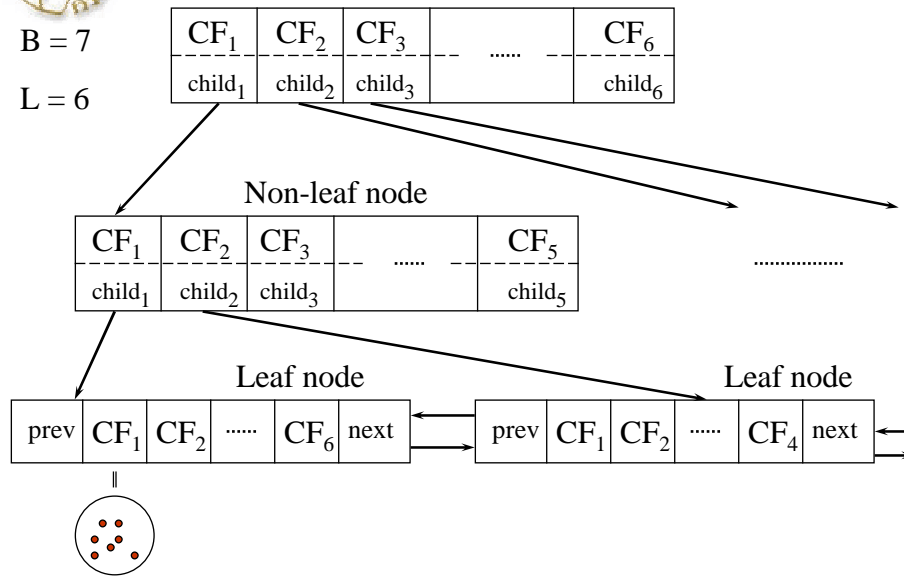 B = 7
CF₁ CF₂ CF₃ ...... CF₆
child₁ child₂ child₃ child₆
L = 6
Non-leaf node
CF₁ CF₂ CF₃ ...... CF₅
child₁ child₂ child₃ child₅
................
Leaf node Leaf node
prev CF₁ CF₂ ...... CF₆ next prev CF₁ CF₂ ...... CF₄ next
=